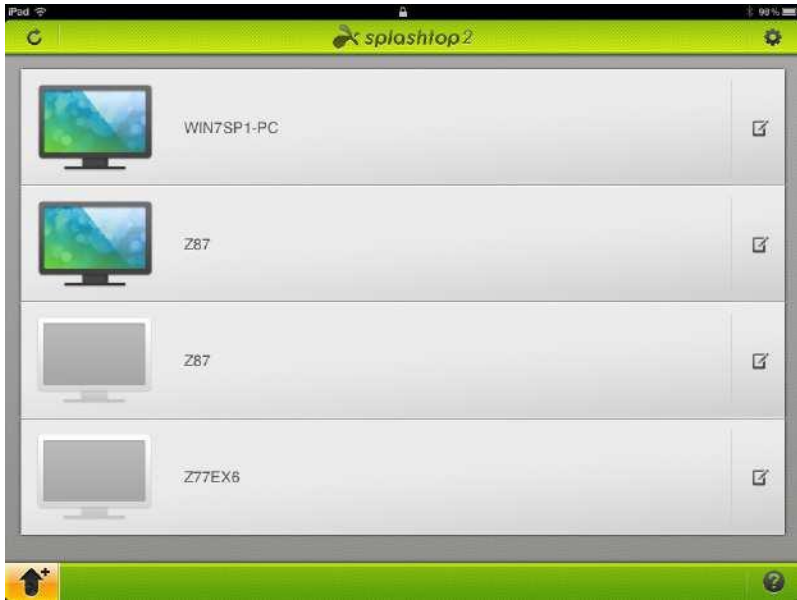 iPad 98%
splashtop2
WIN7SP1-PC
Z87
Z87
Z77EX6